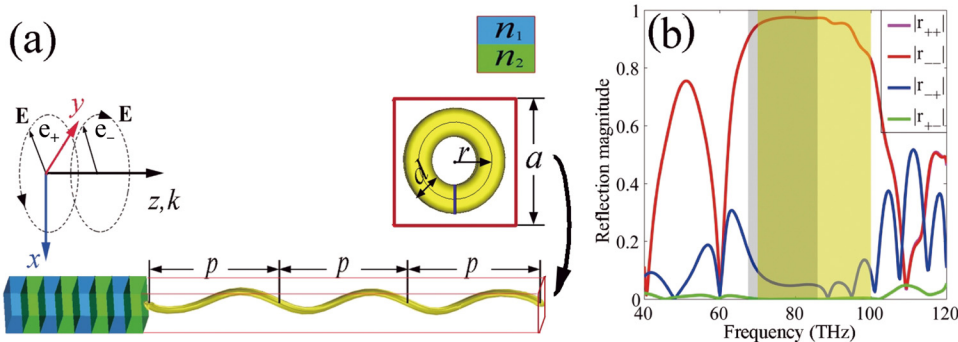 (a)
n₁
n₂
E
y
E
e₊
e₋
z,k
x
r
d
a
p
p
p
(b)
Reflection magnitude
1
0.8
0.6
0.4
0.2
0
40
60
80
100
120
Frequency (THz)
|r₊₊|
|r₋₋|
|r₋₊|
|r₊₋|